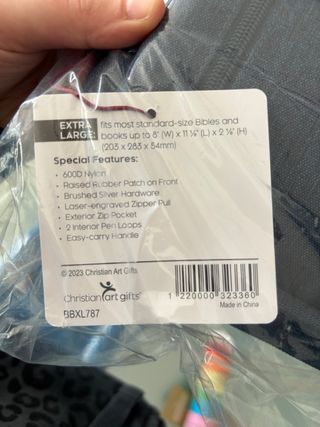 EXTRA LARGE: fits most standard-size Bibles and
books up to 8" (W) x 11 ⅛" (L) x 2 ⅛" (H)
(203 x 283 x 54mm)
Special Features:
• 600D Nylon
• Raised Rubber Patch on Front
• Brushed Silver Hardware
• Laser-engraved Zipper Pull
• Exterior Zip Pocket
• 2 Interior Pen Loops
• Easy-carry Handle
© 2023 Christian Art Gifts
christian art gifts®
BBXL787
1 220000 323360
Made in China